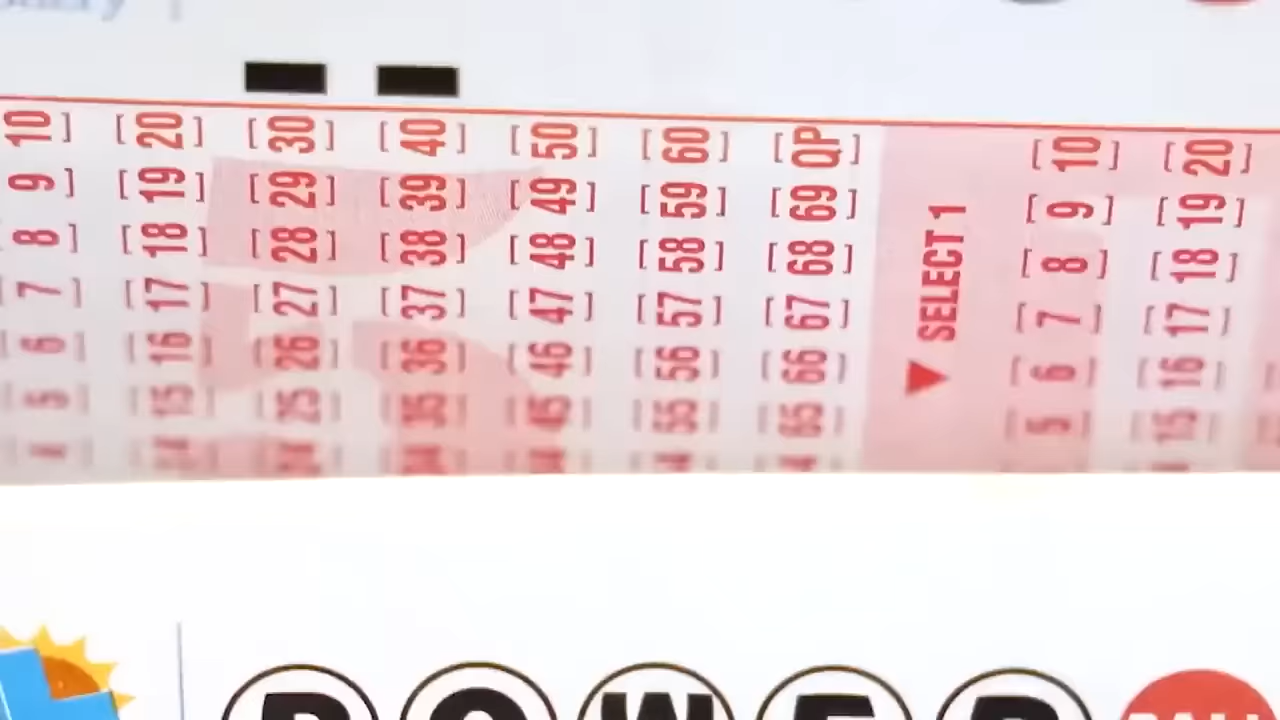 10] [20] [30] [40] [50] [60] [QP]
9] [19] [29] [39] [49] [59] [69]
8] [18] [28] [38] [48] [58] [68]
7] [17] [27] [37] [47] [57] [67]
6] [16] [26] [36] [46] [56] [66]
5] [15] [25] [35] [45] [55] [65]
▼ SELECT 1
[10] [20]
[9] [19]
[8] [18]
[7] [17]
[6] [16]
[5] [15]
POWER